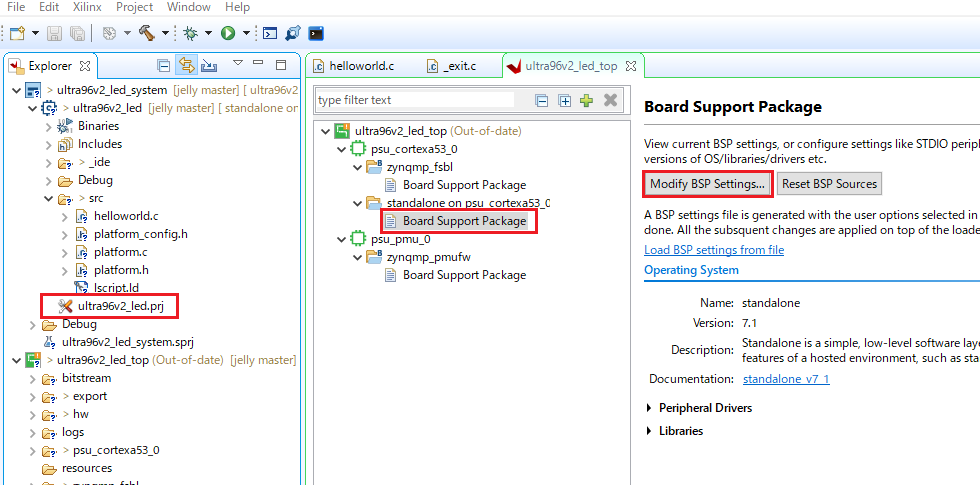 File Edit Xilinx Project Window Help
Explorer
> ultra96v2_led_system [jelly master] [ ultra96v2
> ultra96v2_led [jelly master] [ standalone on
Binaries
Includes
> _ide
Debug
> src
helloworld.c
platform_config.h
platform.c
platform.h
lscript.ld
ultra96v2_led.prj
Debug
ultra96v2_led_system.sprj
> ultra96v2_led_top (Out-of-date) [jelly master]
bitstream
> export
> hw
logs
> psu_cortexa53_0
resources
> zynqmp_fsbl
helloworld.c
_exit.c
ultra96v2_led_top
type filter text
ultra96v2_led_top (Out-of-date)
psu_cortexa53_0
zynqmp_fsbl
Board Support Package
standalone on psu_cortexa53_0
Board Support Package
psu_pmu_0
zynqmp_pmufw
Board Support Package
Board Support Package
View current BSP settings, or configure settings like STDIO periph
versions of OS/libraries/drivers etc.
Modify BSP Settings... Reset BSP Sources
A BSP settings file is generated with the user options selected in
done. All the subsquent changes are applied on top of the loade
Load BSP settings from file
Operating System
Name: standalone
Version: 7.1
Description: Standalone is a simple, low-level software laye
features of a hosted environment, such as sta
Documentation: standalone_v7_1
Peripheral Drivers
Libraries